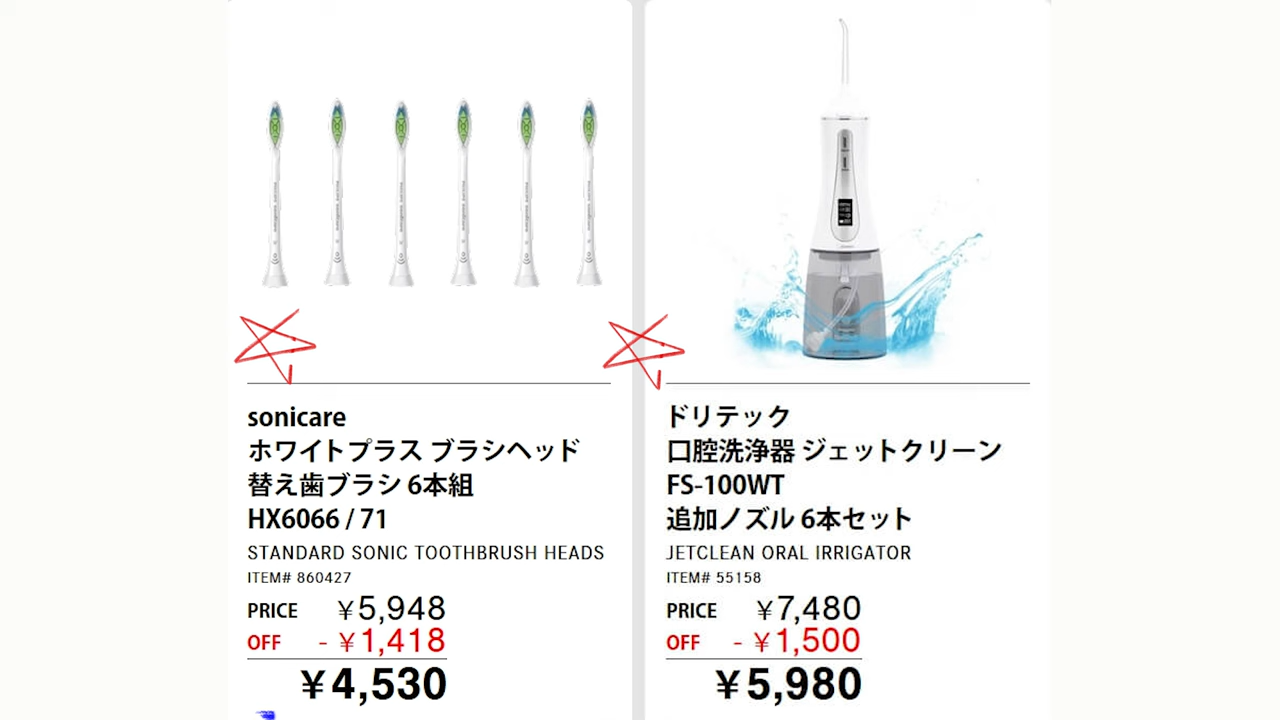 sonicare
ホワイトプラス ブラシヘッド
替え歯ブラシ 6本組
HX6066 / 71
STANDARD SONIC TOOTHBRUSH HEADS
ITEM# 860427
PRICE ¥5,948
OFF - ¥1,418
¥4,530
ドリテック
口腔洗浄器 ジェットクリーン
FS-100WT
追加ノズル 6本セット
JETCLEAN ORAL IRRIGATOR
ITEM# 55158
PRICE ¥7,480
OFF - ¥1,500
¥5,980